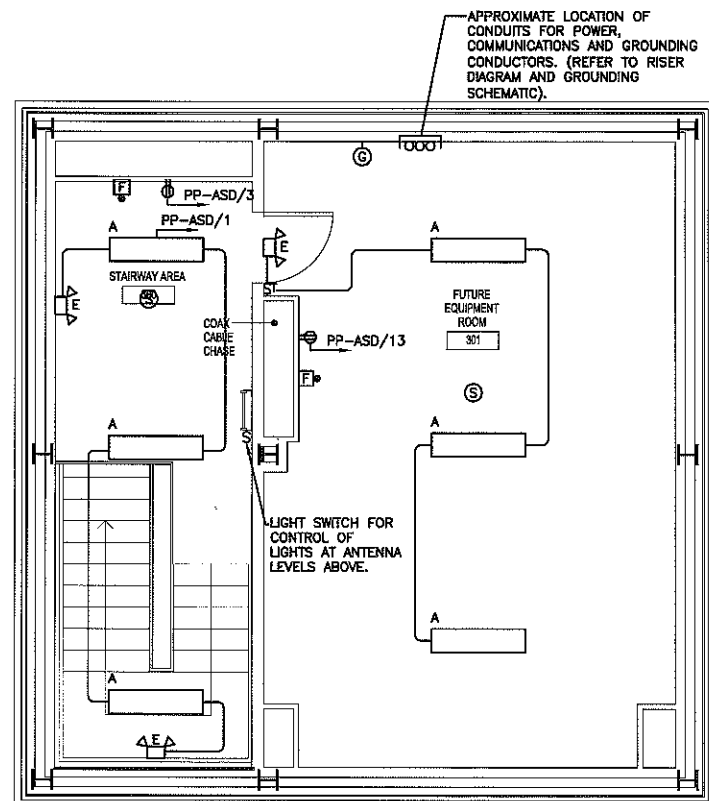 APPROXIMATE LOCATION OF
CONDUITS FOR POWER,
COMMUNICATIONS AND GROUNDING
CONDUCTORS. (REFER TO RISER
DIAGRAM AND GROUNDING
SCHEMATIC).
G
F
PP-ASD/3
PP-ASD/1
A
A
E
STAIRWAY AREA
E
ST
FUTURE
EQUIPMENT
ROOM
301
COAX
CABLE
CHASE
PP-ASD/13
F
S
A
A
S
LIGHT SWITCH FOR
CONTROL OF
LIGHTS AT ANTENNA
LEVELS ABOVE.
A
A
E